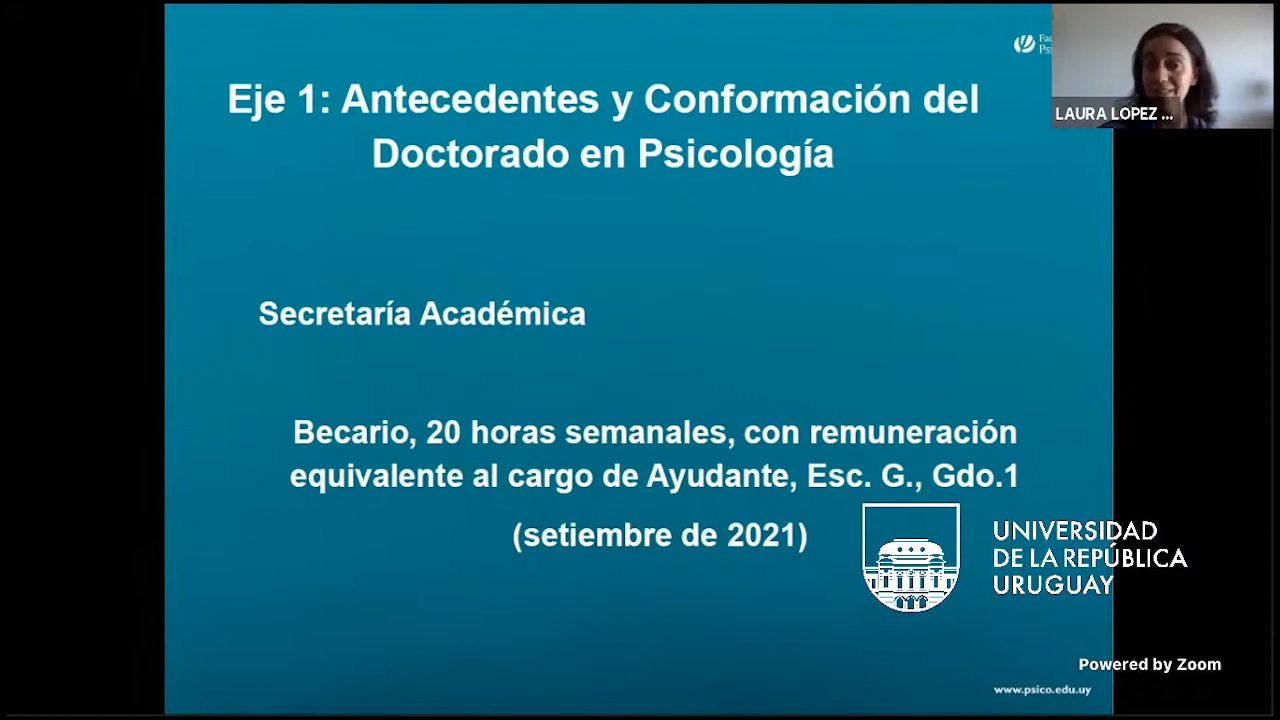 Eje 1: Antecedentes y Conformación del
Doctorado en Psicología
LAURA LOPEZ ...
Secretaría Académica
Becario, 20 horas semanales, con remuneración
equivalente al cargo de Ayudante, Esc. G., Gdo.1
(setiembre de 2021)
UNIVERSIDAD
DE LA REPÚBLICA
URUGUAY
Powered by Zoom
www.psico.edu.uy